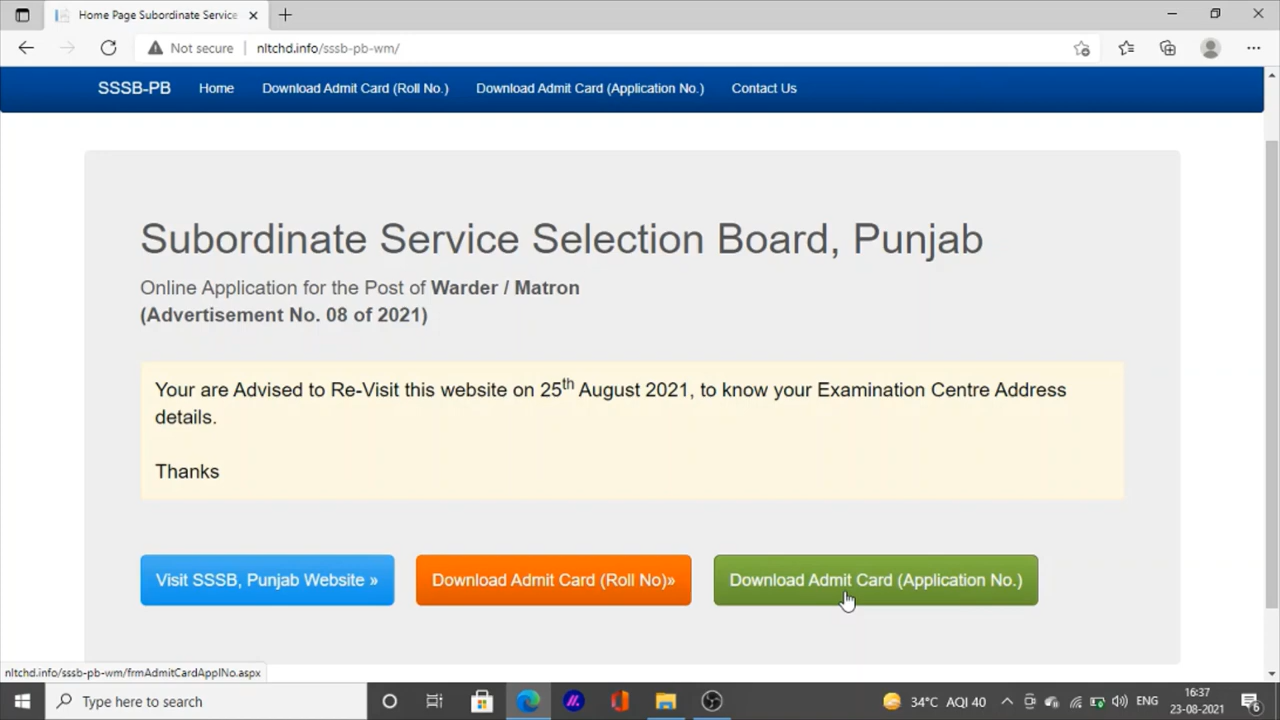 Home Page Subordinate Service
Not secure
nltchd.info/sssb-pb-wm/
SSSB-PB Home Download Admit Card (Roll No.) Download Admit Card (Application No.) Contact Us
Subordinate Service Selection Board, Punjab
Online Application for the Post of Warder / Matron
(Advertisement No. 08 of 2021)
Your are Advised to Re-Visit this website on 25th August 2021, to know your Examination Centre Address
details.
Thanks
Visit SSSB, Punjab Website » Download Admit Card (Roll No)» Download Admit Card (Application No.)
nltchd.info/sssb-pb-wm/frmAdmitCardApplNo.aspx
Type here to search
34°C AQI 40
ENG
16:37
23-08-2021
6